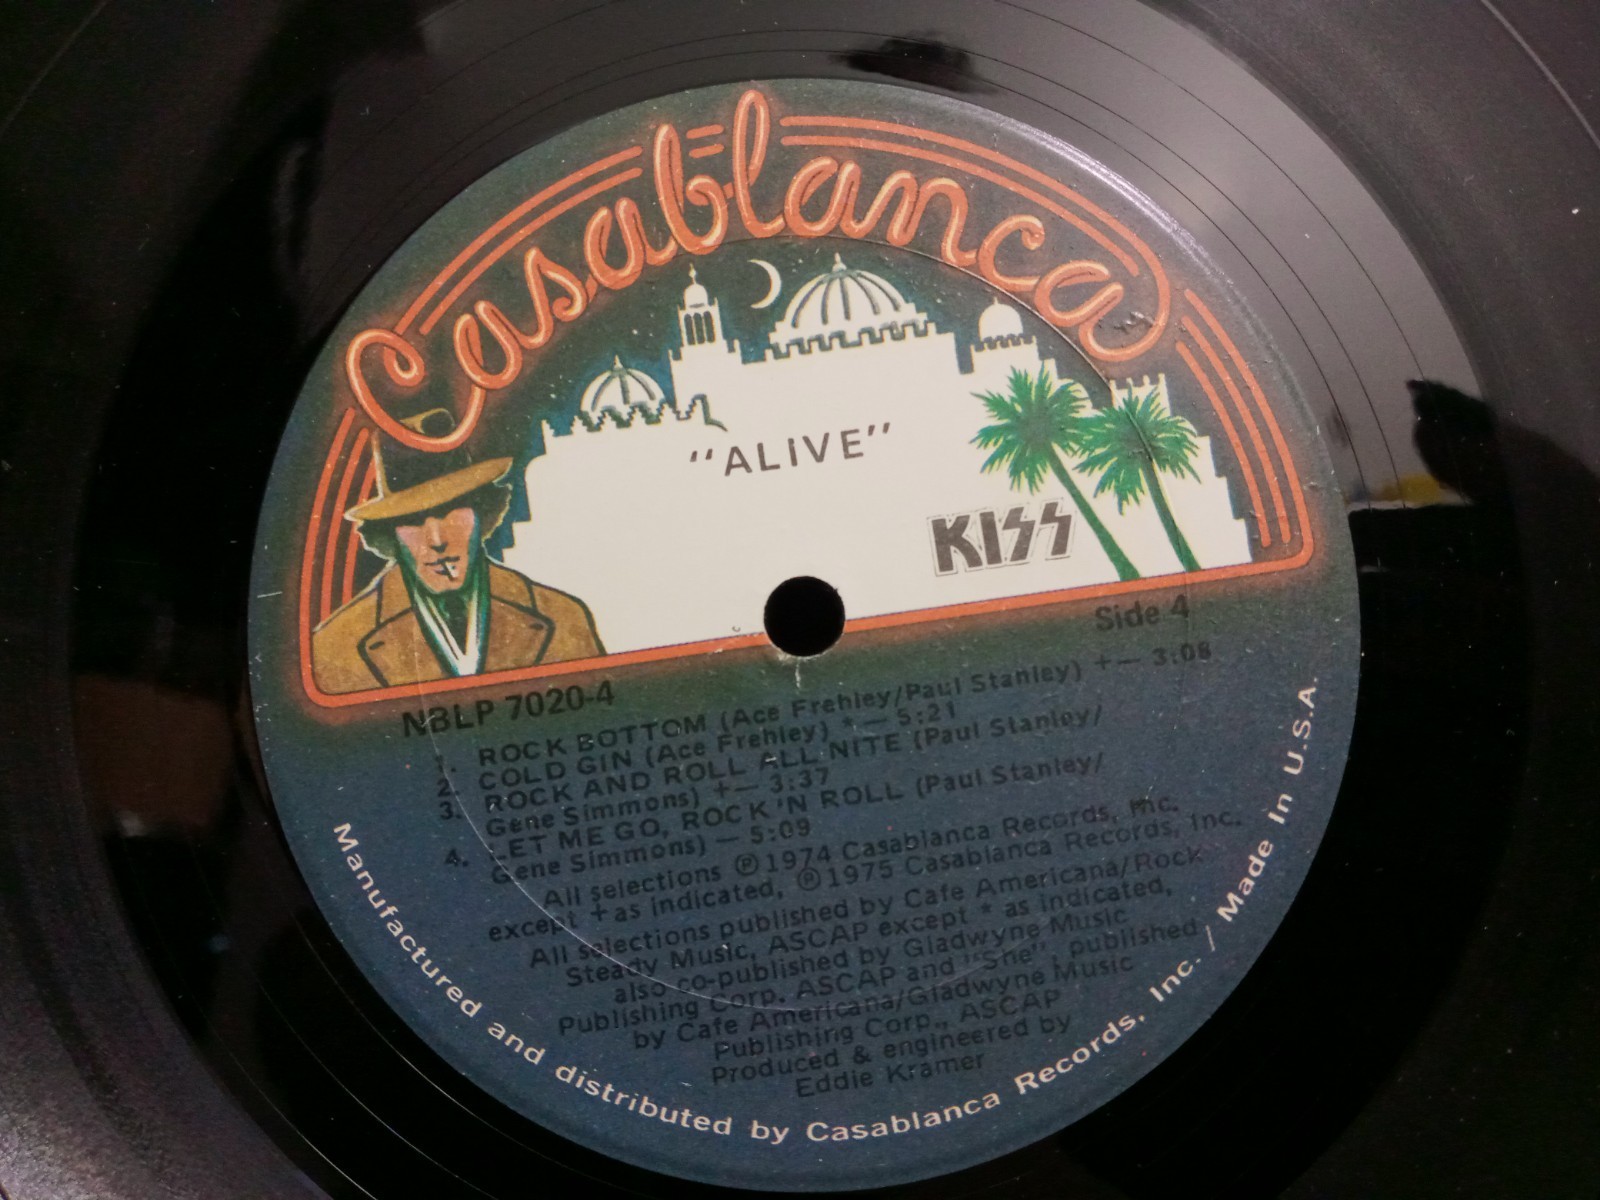 Casablanca
"ALIVE"
KISS
Side 4
NBLP 7020-4
1. ROCK BOTTOM (Ace Frehley/Paul Stanley) +— 3:08
2. COLD GIN (Ace Frehley) *— 5:21
3. ROCK AND ROLL ALL NITE (Paul Stanley/
Gene Simmons) +— 3:37
4. LET ME GO, ROCK 'N ROLL (Paul Stanley/
Gene Simmons) — 5:09
All selections ℗1974 Casablanca Records, Inc.
except + as indicated, ℗1975 Casablanca Records, Inc.
All selections published by Cafe Americana/Rock
Steady Music, ASCAP except * as indicated,
also co-published by Gladwyne Music
Publishing Corp. ASCAP and "She", published
by Cafe Americana/Gladwyne Music
Publishing Corp., ASCAP
Produced & engineered by
Eddie Kramer
Manufactured and distributed by Casablanca Records, Inc. / Made In U.S.A.